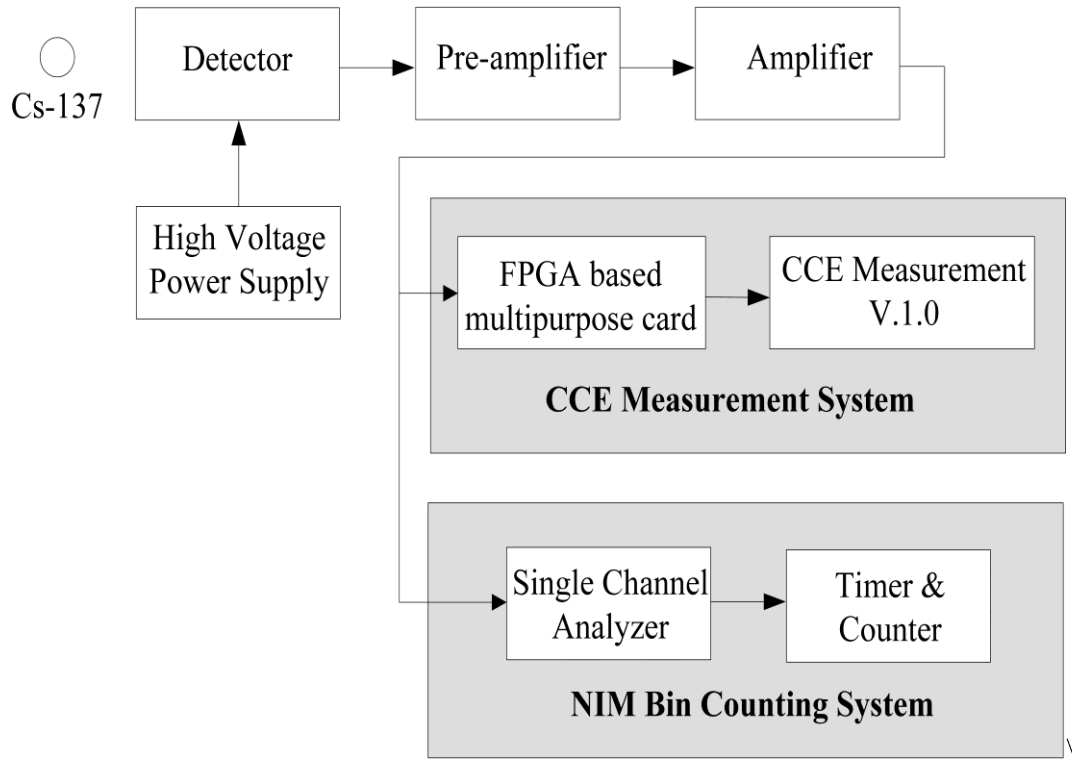 Detector
Pre-amplifier
Amplifier
Cs-137
High Voltage
Power Supply
FPGA based
multipurpose card
CCE Measurement
V.1.0
CCE Measurement System
Single Channel
Analyzer
Timer &
Counter
NIM Bin Counting System
\